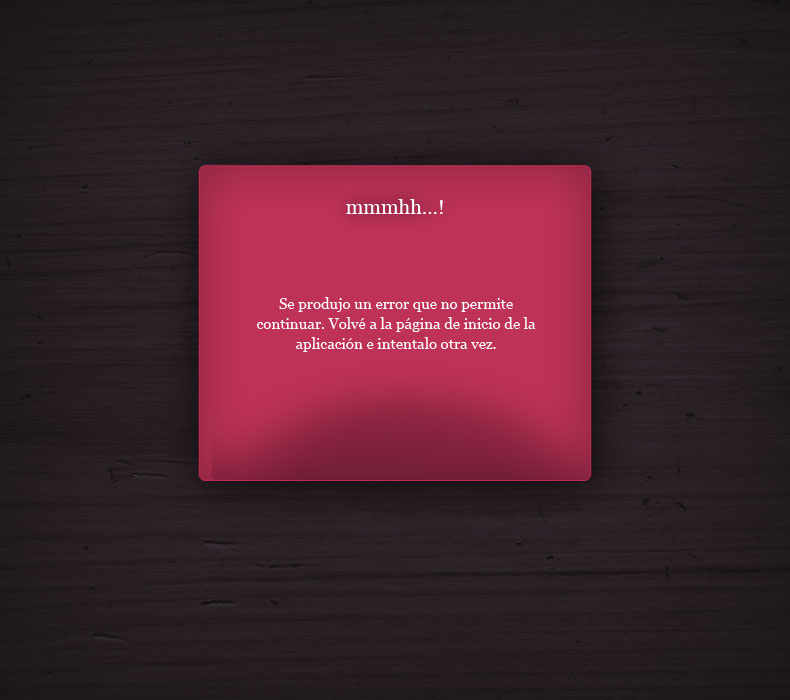 mmmhh...!
Se produjo un error que no permite
continuar. Volvé a la página de inicio de la
aplicación e intentalo otra vez.